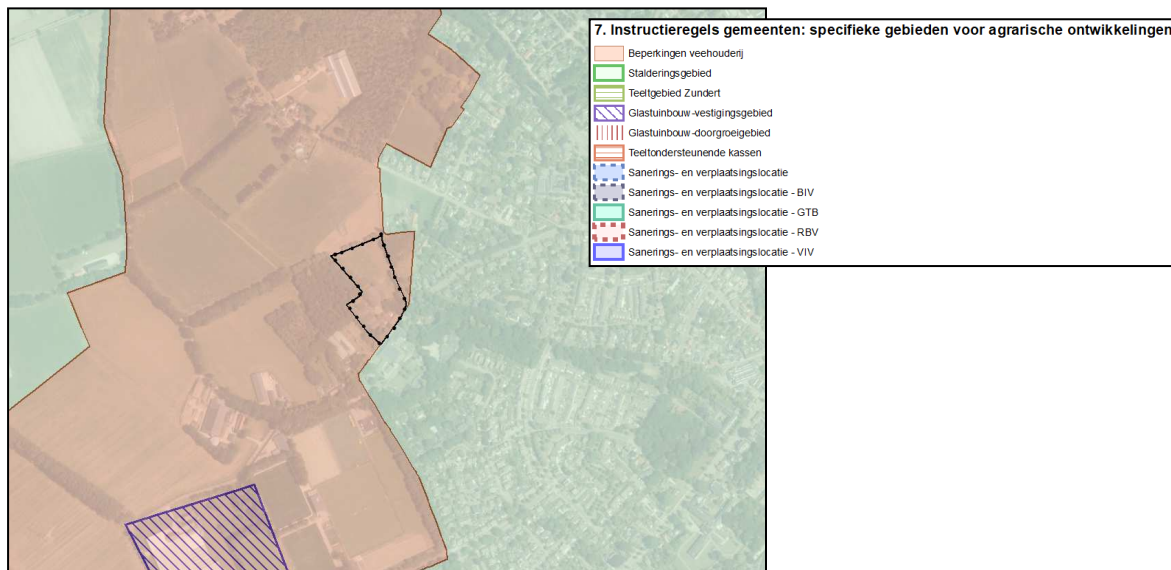 7. Instructieregels gemeenten: specifieke gebieden voor agrarische ontwikkelingen
Beperkingen veehouderij
Stalderingsgebied
Teeltgebied Zundert
Glastuinbouw-vestigingsgebied
Glastuinbouw-doorgroeigebied
Teeltondersteunende kassen
Sanerings- en verplaatsingslocatie
Sanerings- en verplaatsingslocatie - BIV
Sanerings- en verplaatsingslocatie - GTB
Sanerings- en verplaatsingslocatie - RBV
Sanerings- en verplaatsingslocatie - VIV